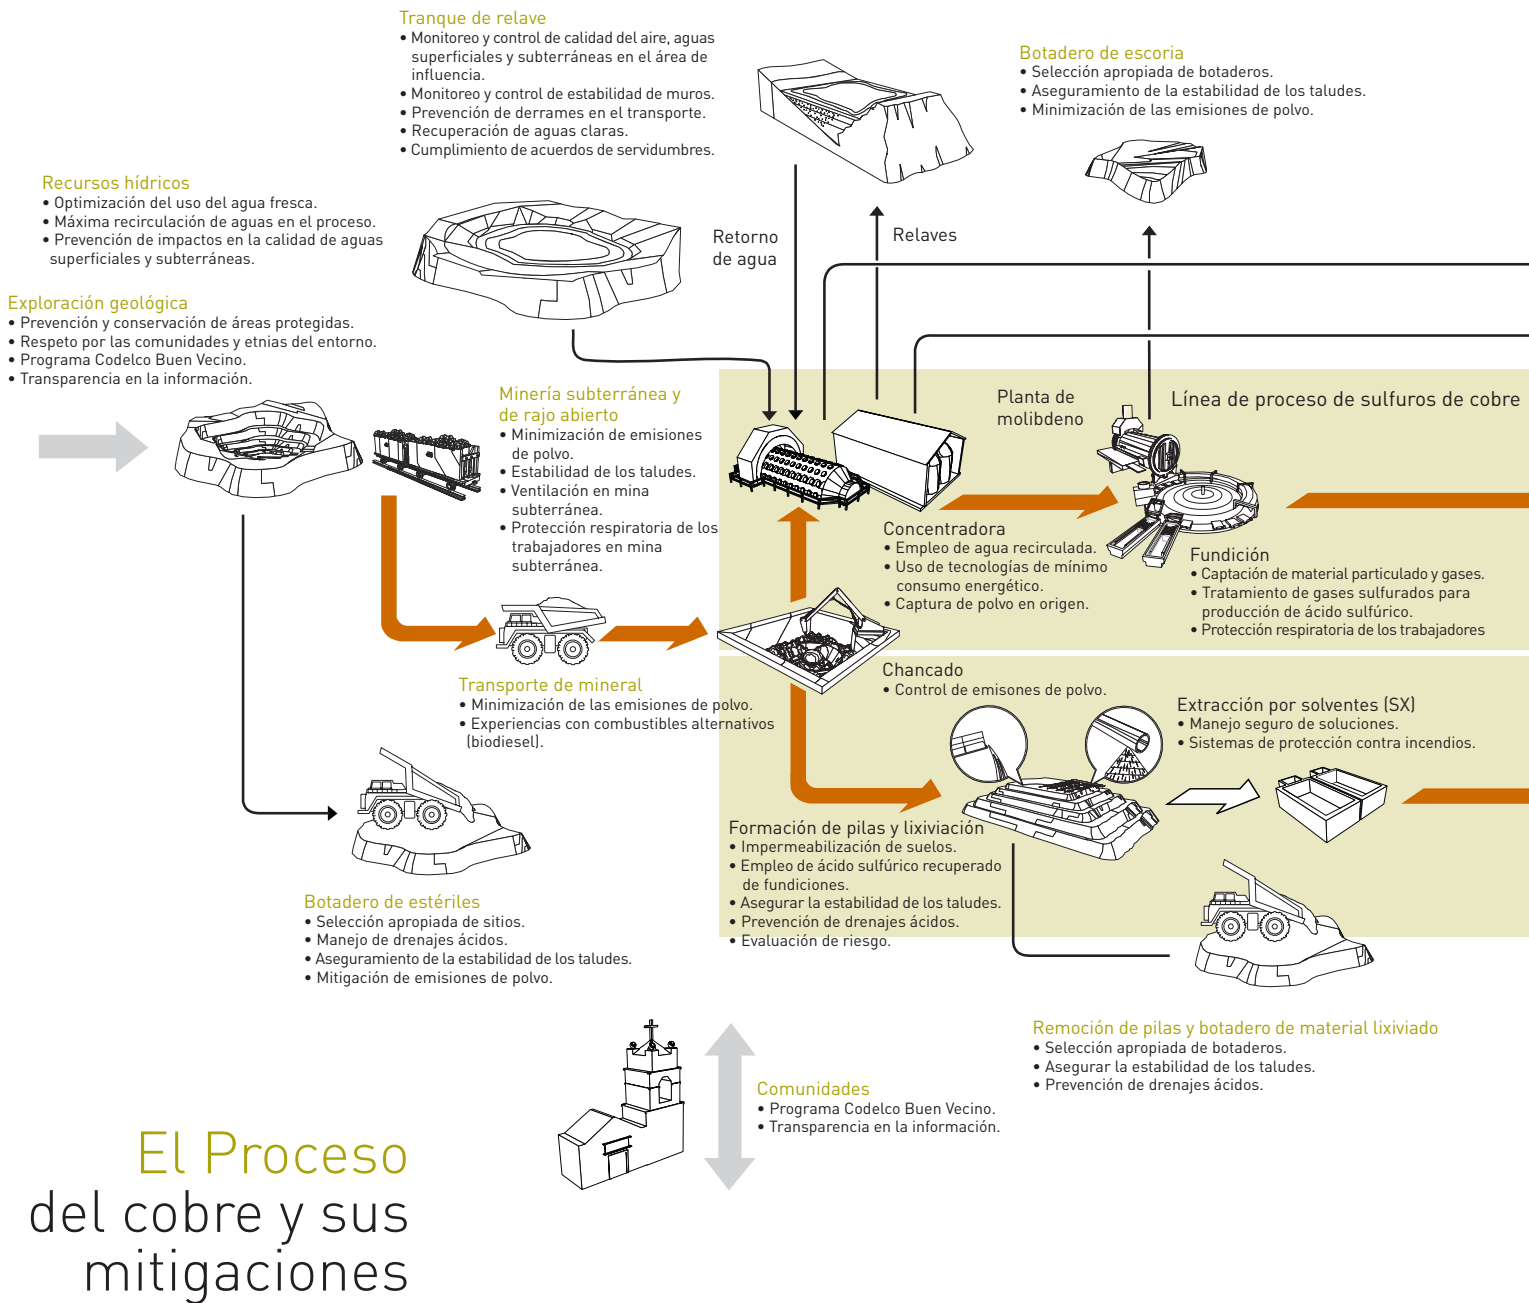 Tranque de relave
• Monitoreo y control de calidad del aire, aguas
superficiales y subterráneas en el área de
influencia.
• Monitoreo y control de estabilidad de muros.
• Prevención de derrames en el transporte.
• Recuperación de aguas claras.
• Cumplimiento de acuerdos de servidumbres.
Botadero de escoria
• Selección apropiada de botaderos.
• Aseguramiento de la estabilidad de los taludes.
• Minimización de las emisiones de polvo.
Recursos hídricos
• Optimización del uso del agua fresca.
• Máxima recirculación de aguas en el proceso.
• Prevención de impactos en la calidad de aguas
superficiales y subterráneas.
Retorno
de agua
Relaves
Exploración geológica
• Prevención y conservación de áreas protegidas.
• Respeto por las comunidades y etnias del entorno.
• Programa Codelco Buen Vecino.
• Transparencia en la información.
Minería subterránea y
de rajo abierto
• Minimización de emisiones
de polvo.
• Estabilidad de los taludes.
• Ventilación en mina
subterránea.
• Protección respiratoria de los
trabajadores en mina
subterránea.
Planta de
molibdeno
Línea de proceso de sulfuros de cobre
Concentradora
• Empleo de agua recirculada.
• Uso de tecnologías de mínimo
consumo energético.
• Captura de polvo en origen.
Fundición
• Captación de material particulado y gases.
• Tratamiento de gases sulfurados para
producción de ácido sulfúrico.
• Protección respiratoria de los trabajadores
Transporte de mineral
• Minimización de las emisiones de polvo.
• Experiencias con combustibles alternativos
(biodiesel).
Chancado
• Control de emisones de polvo.
Extracción por solventes (SX)
• Manejo seguro de soluciones.
• Sistemas de protección contra incendios.
Formación de pilas y lixiviación
• Impermeabilización de suelos.
• Empleo de ácido sulfúrico recuperado
de fundiciones.
• Asegurar la estabilidad de los taludes.
• Prevención de drenajes ácidos.
• Evaluación de riesgo.
Botadero de estériles
• Selección apropiada de sitios.
• Manejo de drenajes ácidos.
• Aseguramiento de la estabilidad de los taludes.
• Mitigación de emisiones de polvo.
Remoción de pilas y botadero de material lixiviado
• Selección apropiada de botaderos.
• Asegurar la estabilidad de los taludes.
• Prevención de drenajes ácidos.
Comunidades
• Programa Codelco Buen Vecino.
• Transparencia en la información.
El Proceso
del cobre y sus
mitigaciones